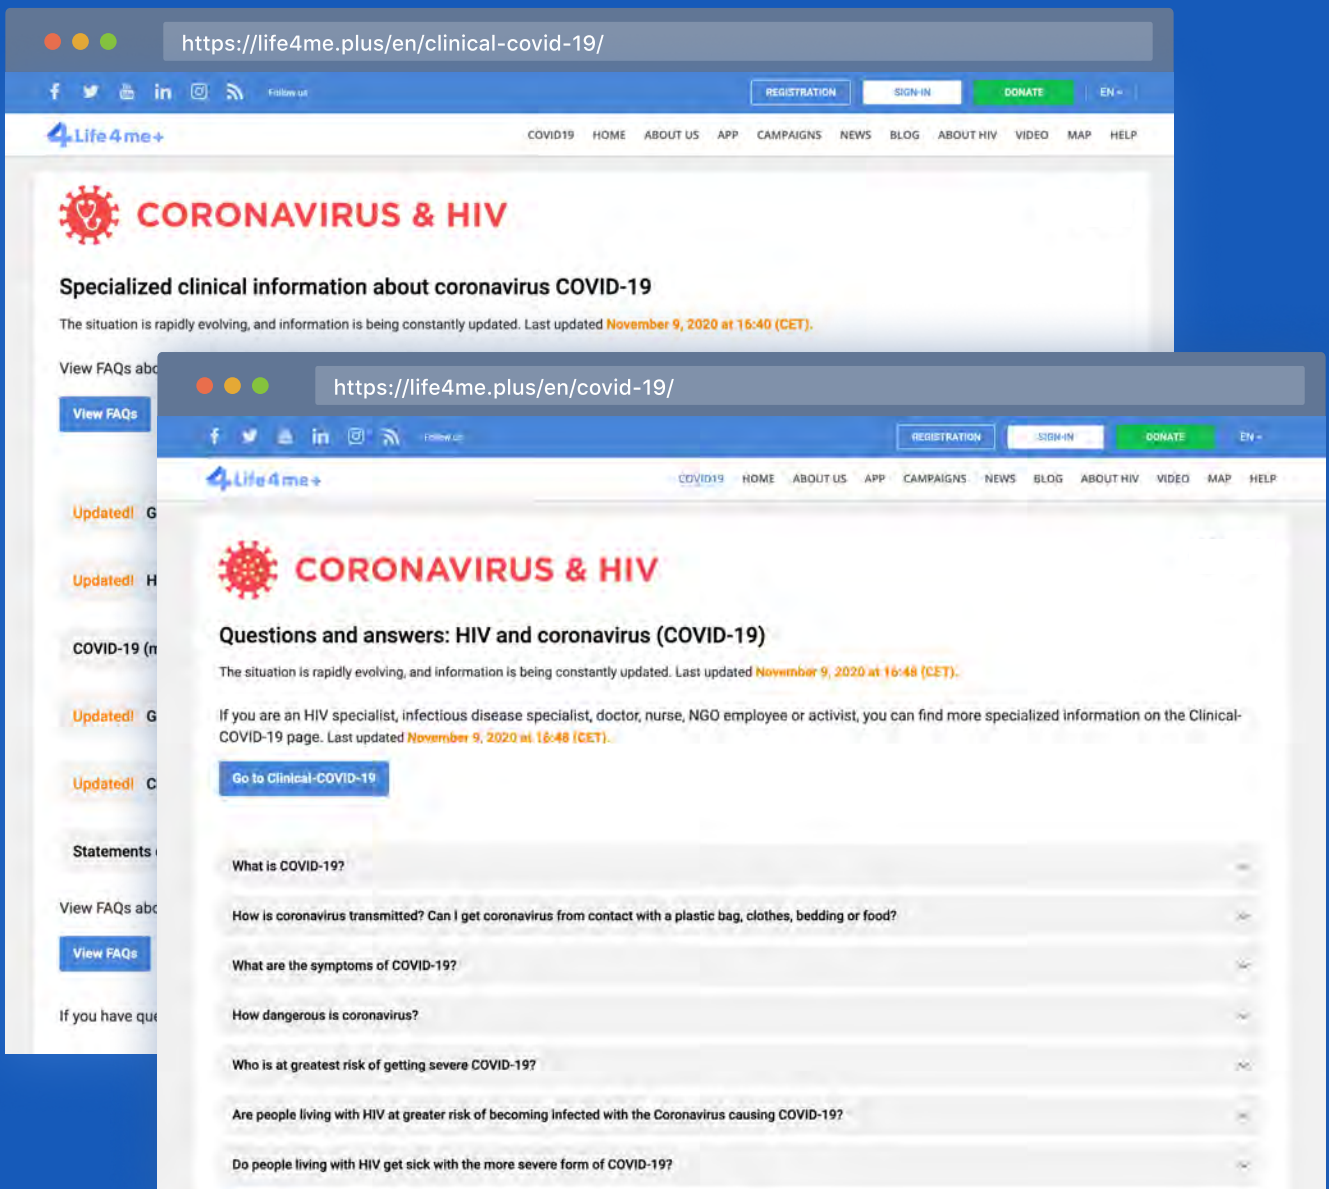 https://life4me.plus/en/clinical-covid-19/
Follow us
REGISTRATION
SIGN-IN
DONATE
EN
4Life4me+
COVID19 HOME ABOUT US APP CAMPAIGNS NEWS BLOG ABOUT HIV VIDEO MAP HELP
CORONAVIRUS & HIV
Specialized clinical information about coronavirus COVID-19
The situation is rapidly evolving, and information is being constantly updated. Last updated November 9, 2020 at 16:40 (CET).
View FAQs abo
View FAQs
Updated! G
Updated! H
COVID-19 (m
Updated! G
Updated! C
Statements
View FAQs abo
View FAQs
If you have que
https://life4me.plus/en/covid-19/
Follow us
REGISTRATION
SIGN-IN
DONATE
EN
4Life4me+
COVID19 HOME ABOUT US APP CAMPAIGNS NEWS BLOG ABOUT HIV VIDEO MAP HELP
CORONAVIRUS & HIV
Questions and answers: HIV and coronavirus (COVID-19)
The situation is rapidly evolving, and information is being constantly updated. Last updated November 9, 2020 at 16:48 (CET).
If you are an HIV specialist, infectious disease specialist, doctor, nurse, NGO employee or activist, you can find more specialized information on the Clinical-
COVID-19 page. Last updated November 9, 2020 at 16:48 (CET).
Go to Clinical-COVID-19
What is COVID-19?
How is coronavirus transmitted? Can I get coronavirus from contact with a plastic bag, clothes, bedding or food?
What are the symptoms of COVID-19?
How dangerous is coronavirus?
Who is at greatest risk of getting severe COVID-19?
Are people living with HIV at greater risk of becoming infected with the Coronavirus causing COVID-19?
Do people living with HIV get sick with the more severe form of COVID-19?